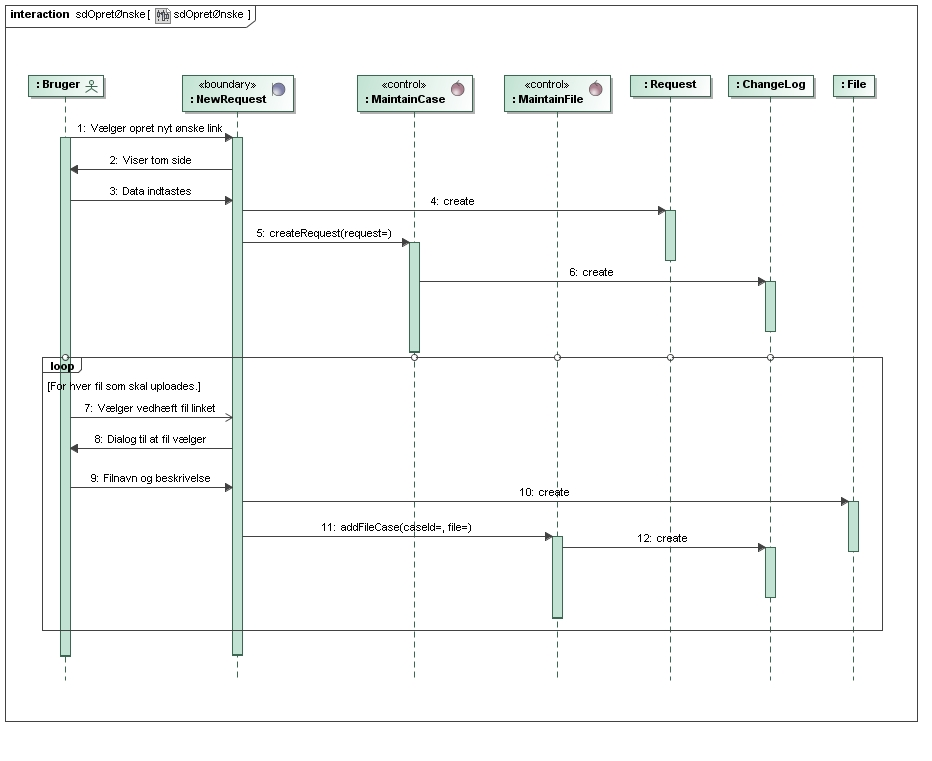 interaction sdOpretØnske [ sdOpretØnske ]
: Bruger
«boundary»
: NewRequest
«control»
: MaintainCase
«control»
: MaintainFile
: Request
: ChangeLog
: File
1: Vælger opret nyt ønske link
2: Viser tom side
3: Data indtastes
4: create
5: createRequest(request=)
6: create
loop
[For hver fil som skal uploades.]
7: Vælger vedhæft fil linket
8: Dialog til at fil vælger
9: Filnavn og beskrivelse
10: create
11: addFileCase(caseId=, file=)
12: create